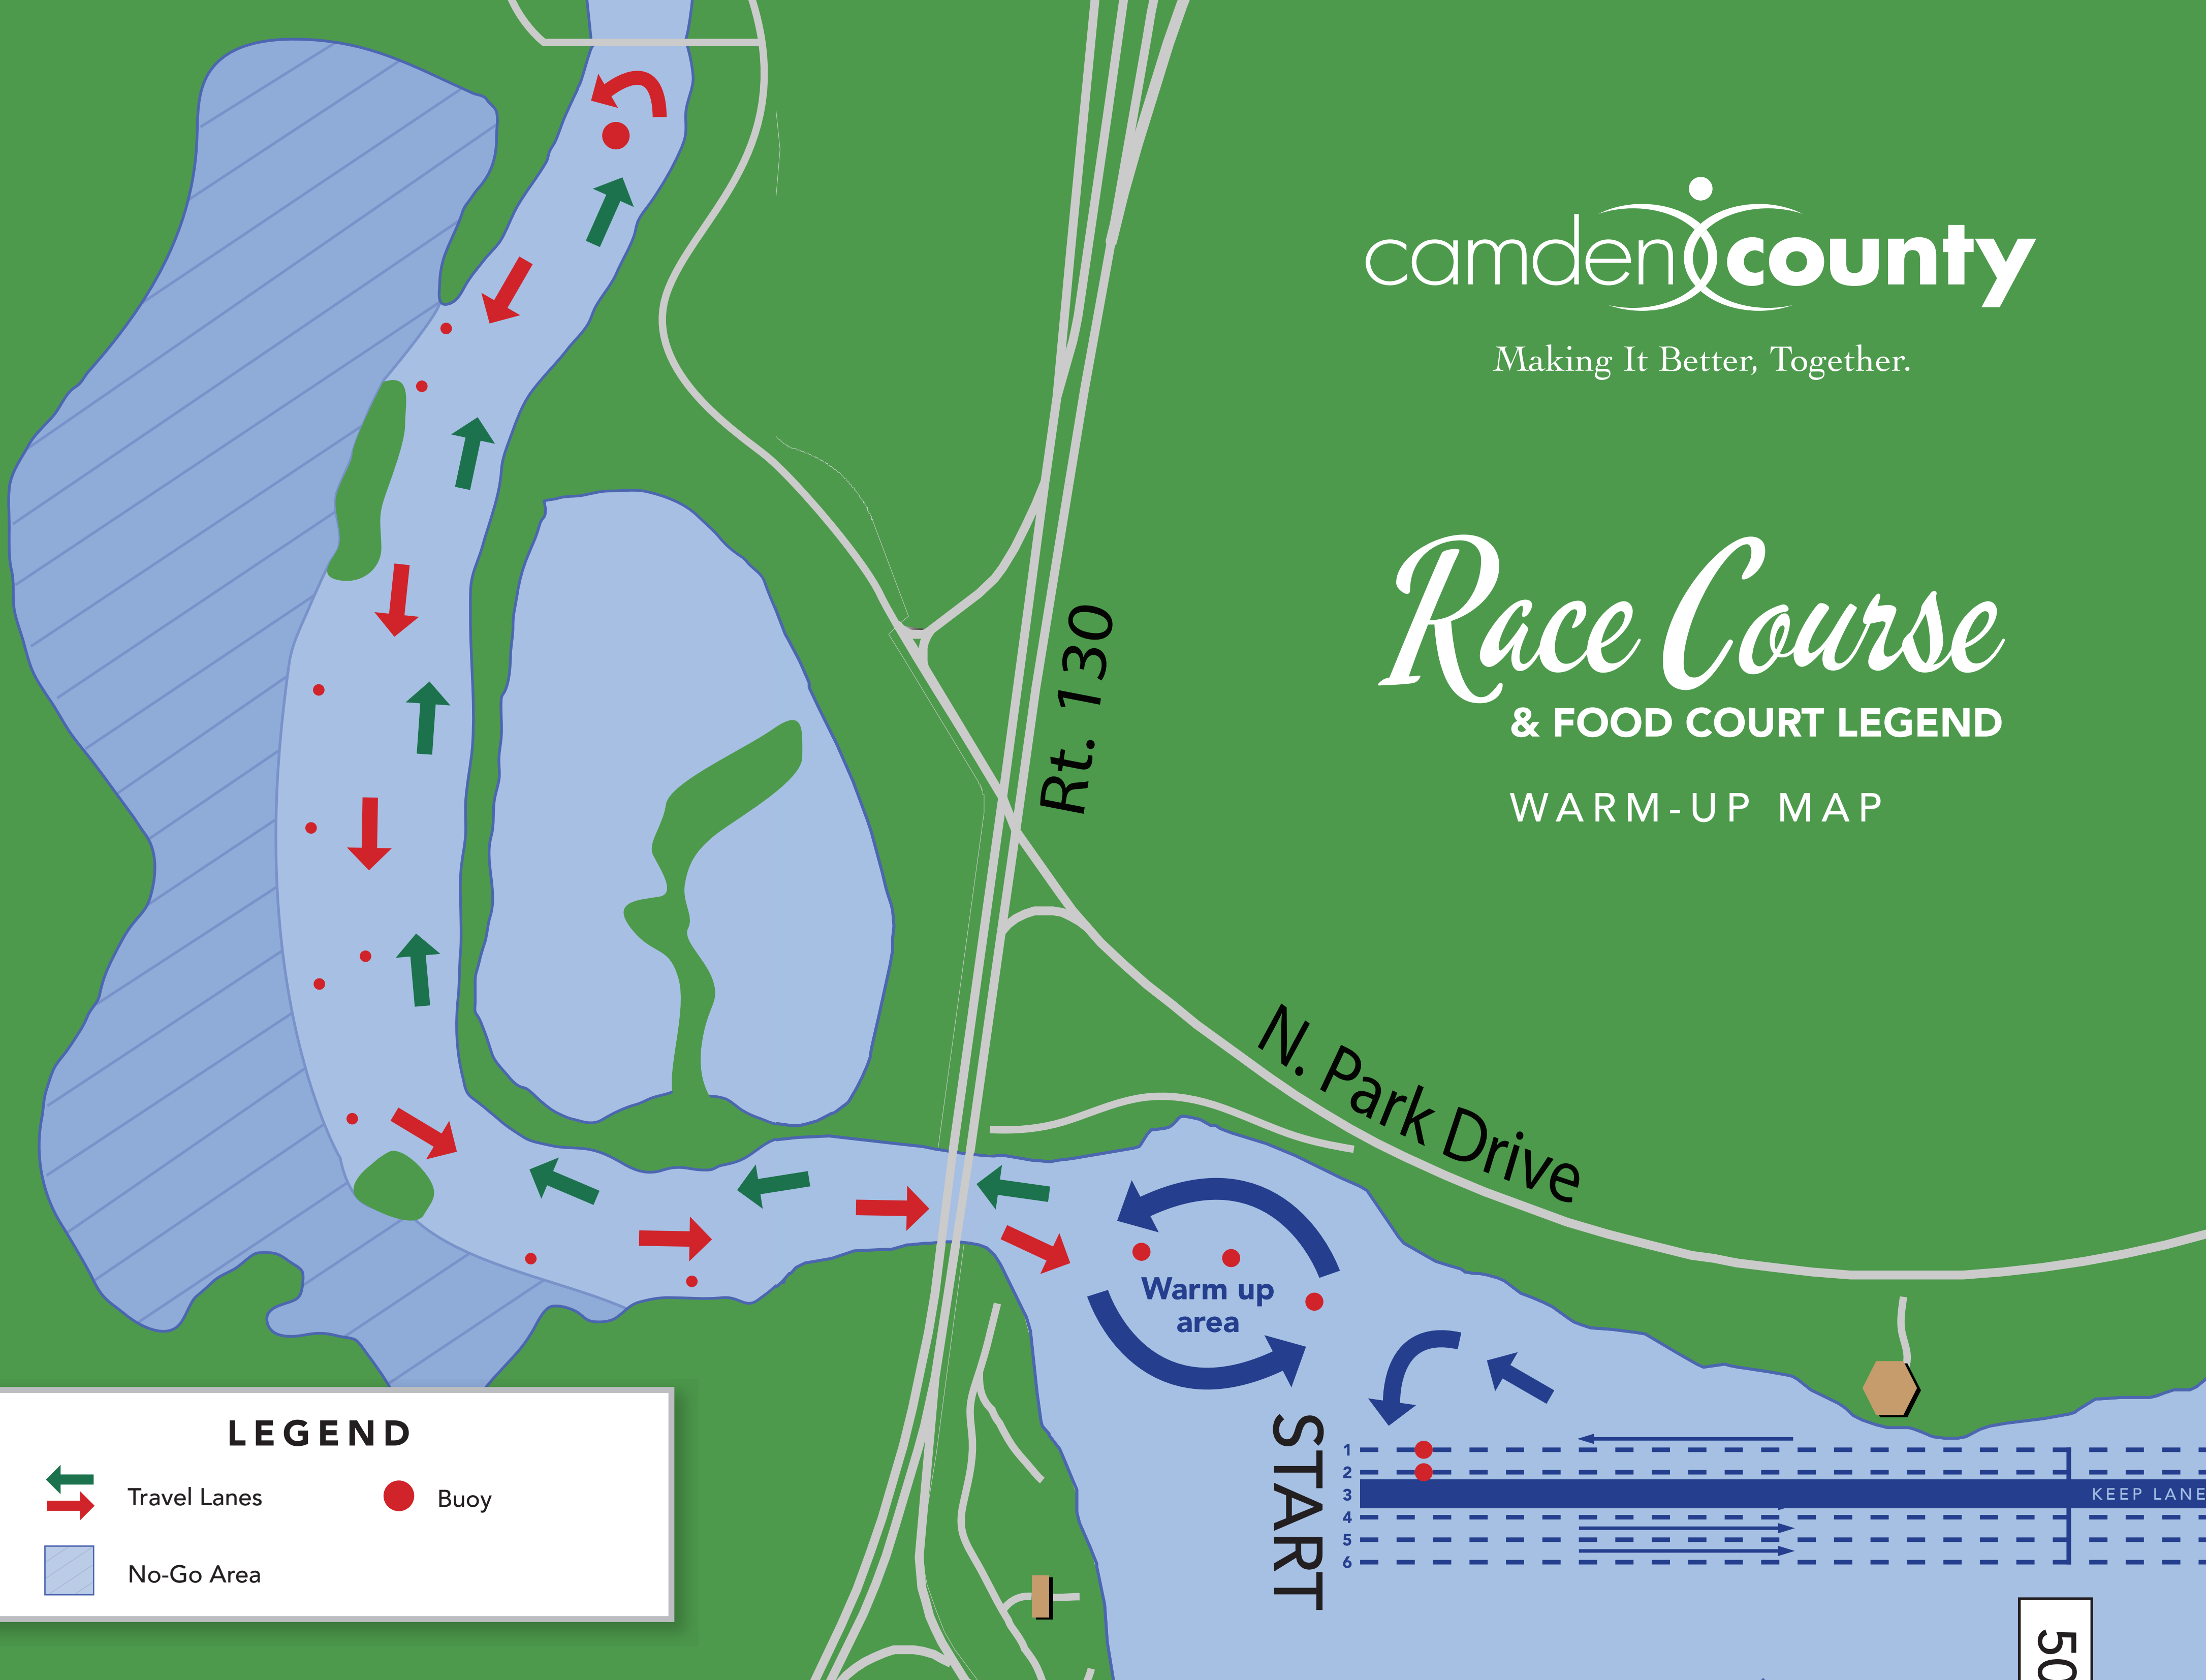 camden county
Making It Better, Together.
Race Course
& FOOD COURT LEGEND
WARM-UP MAP
Rt. 130
N. Park Drive
Warm up
area
START
1
2
3
4
5
6
KEEP LANE
50
LEGEND
Travel Lanes
Buoy
No-Go Area